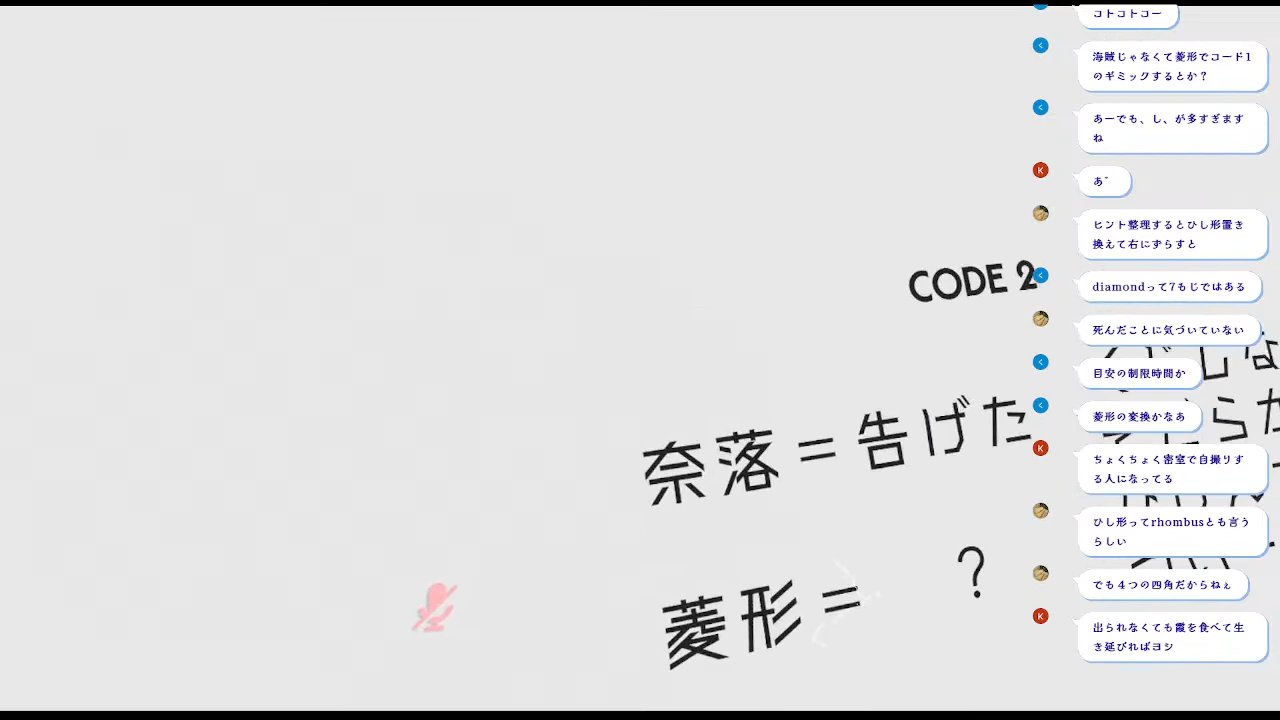 CODE 2
奈落＝告げた
菱形＝　？
コトコトコー
海賊じゃなくて菱形でコード1
のギミックするとか？
あーでも、し、が多すぎます
ね
K
あ゛
ヒント整理するとひし形置き
換えて右にずらすと
diamondって7もじではある
死んだことに気づいていない
目安の制限時間か
菱形の変換かなあ
K
ちょくちょく密室で自撮りす
る人になってる
ひし形ってrhombusとも言う
らしい
でも４つの四角だからねぇ
K
出られなくても霞を食べて生
き延びればヨシ